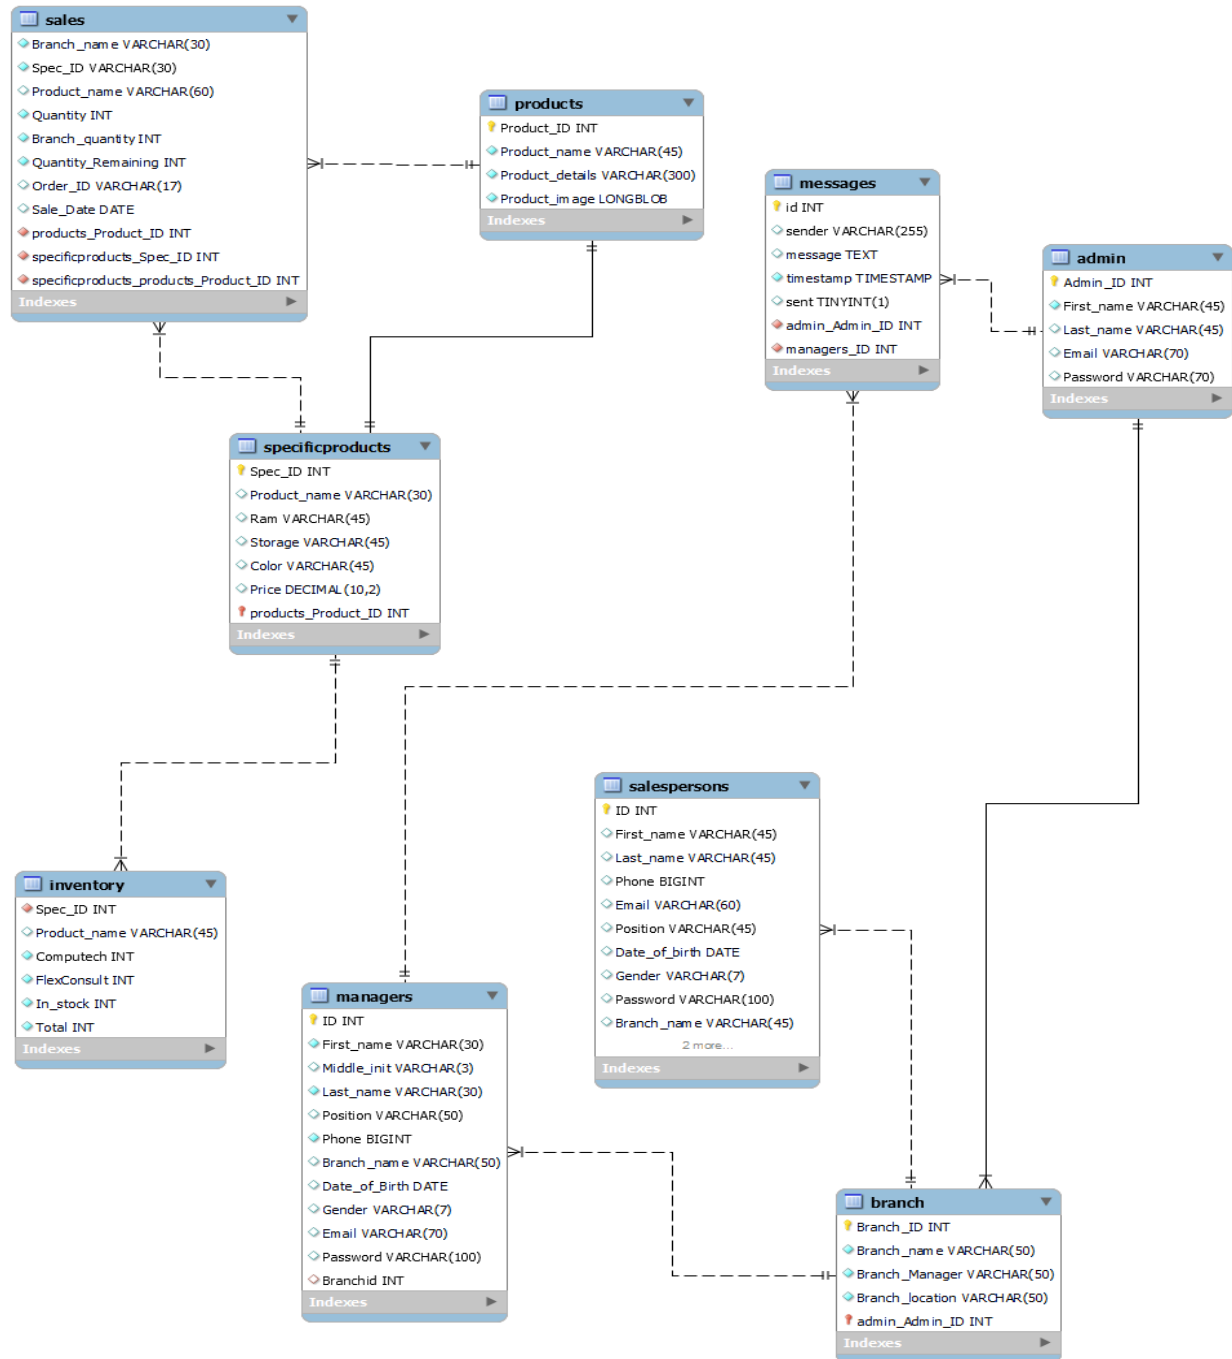 sales
Branch_name VARCHAR(30)
Spec_ID VARCHAR(30)
Product_name VARCHAR(60)
Quantity INT
Branch_quantity INT
Quantity_Remaining INT
Order_ID VARCHAR(17)
Sale_Date DATE
products_Product_ID INT
specificproducts_Spec_ID INT
specificproducts_products_Product_ID INT
Indexes
products
Product_ID INT
Product_name VARCHAR(45)
Product_details VARCHAR(300)
Product_image LONGBLOB
Indexes
messages
id INT
sender VARCHAR(255)
message TEXT
timestamp TIMESTAMP
sent TINYINT(1)
admin_Admin_ID INT
managers_ID INT
Indexes
admin
Admin_ID INT
First_name VARCHAR(45)
Last_name VARCHAR(45)
Email VARCHAR(70)
Password VARCHAR(70)
Indexes
specificproducts
Spec_ID INT
Product_name VARCHAR(30)
Ram VARCHAR(45)
Storage VARCHAR(45)
Color VARCHAR(45)
Price DECIMAL(10,2)
products_Product_ID INT
Indexes
salespersons
ID INT
First_name VARCHAR(45)
Last_name VARCHAR(45)
Phone BIGINT
Email VARCHAR(60)
Position VARCHAR(45)
Date_of_birth DATE
Gender VARCHAR(7)
Password VARCHAR(100)
Branch_name VARCHAR(45)
2 more...
Indexes
inventory
Spec_ID INT
Product_name VARCHAR(45)
Computech INT
FlexConsult INT
In_stock INT
Total INT
Indexes
managers
ID INT
First_name VARCHAR(30)
Middle_init VARCHAR(3)
Last_name VARCHAR(30)
Position VARCHAR(50)
Phone BIGINT
Branch_name VARCHAR(50)
Date_of_Birth DATE
Gender VARCHAR(7)
Email VARCHAR(70)
Password VARCHAR(100)
Branchid INT
Indexes
branch
Branch_ID INT
Branch_name VARCHAR(50)
Branch_Manager VARCHAR(50)
Branch_location VARCHAR(50)
admin_Admin_ID INT
Indexes